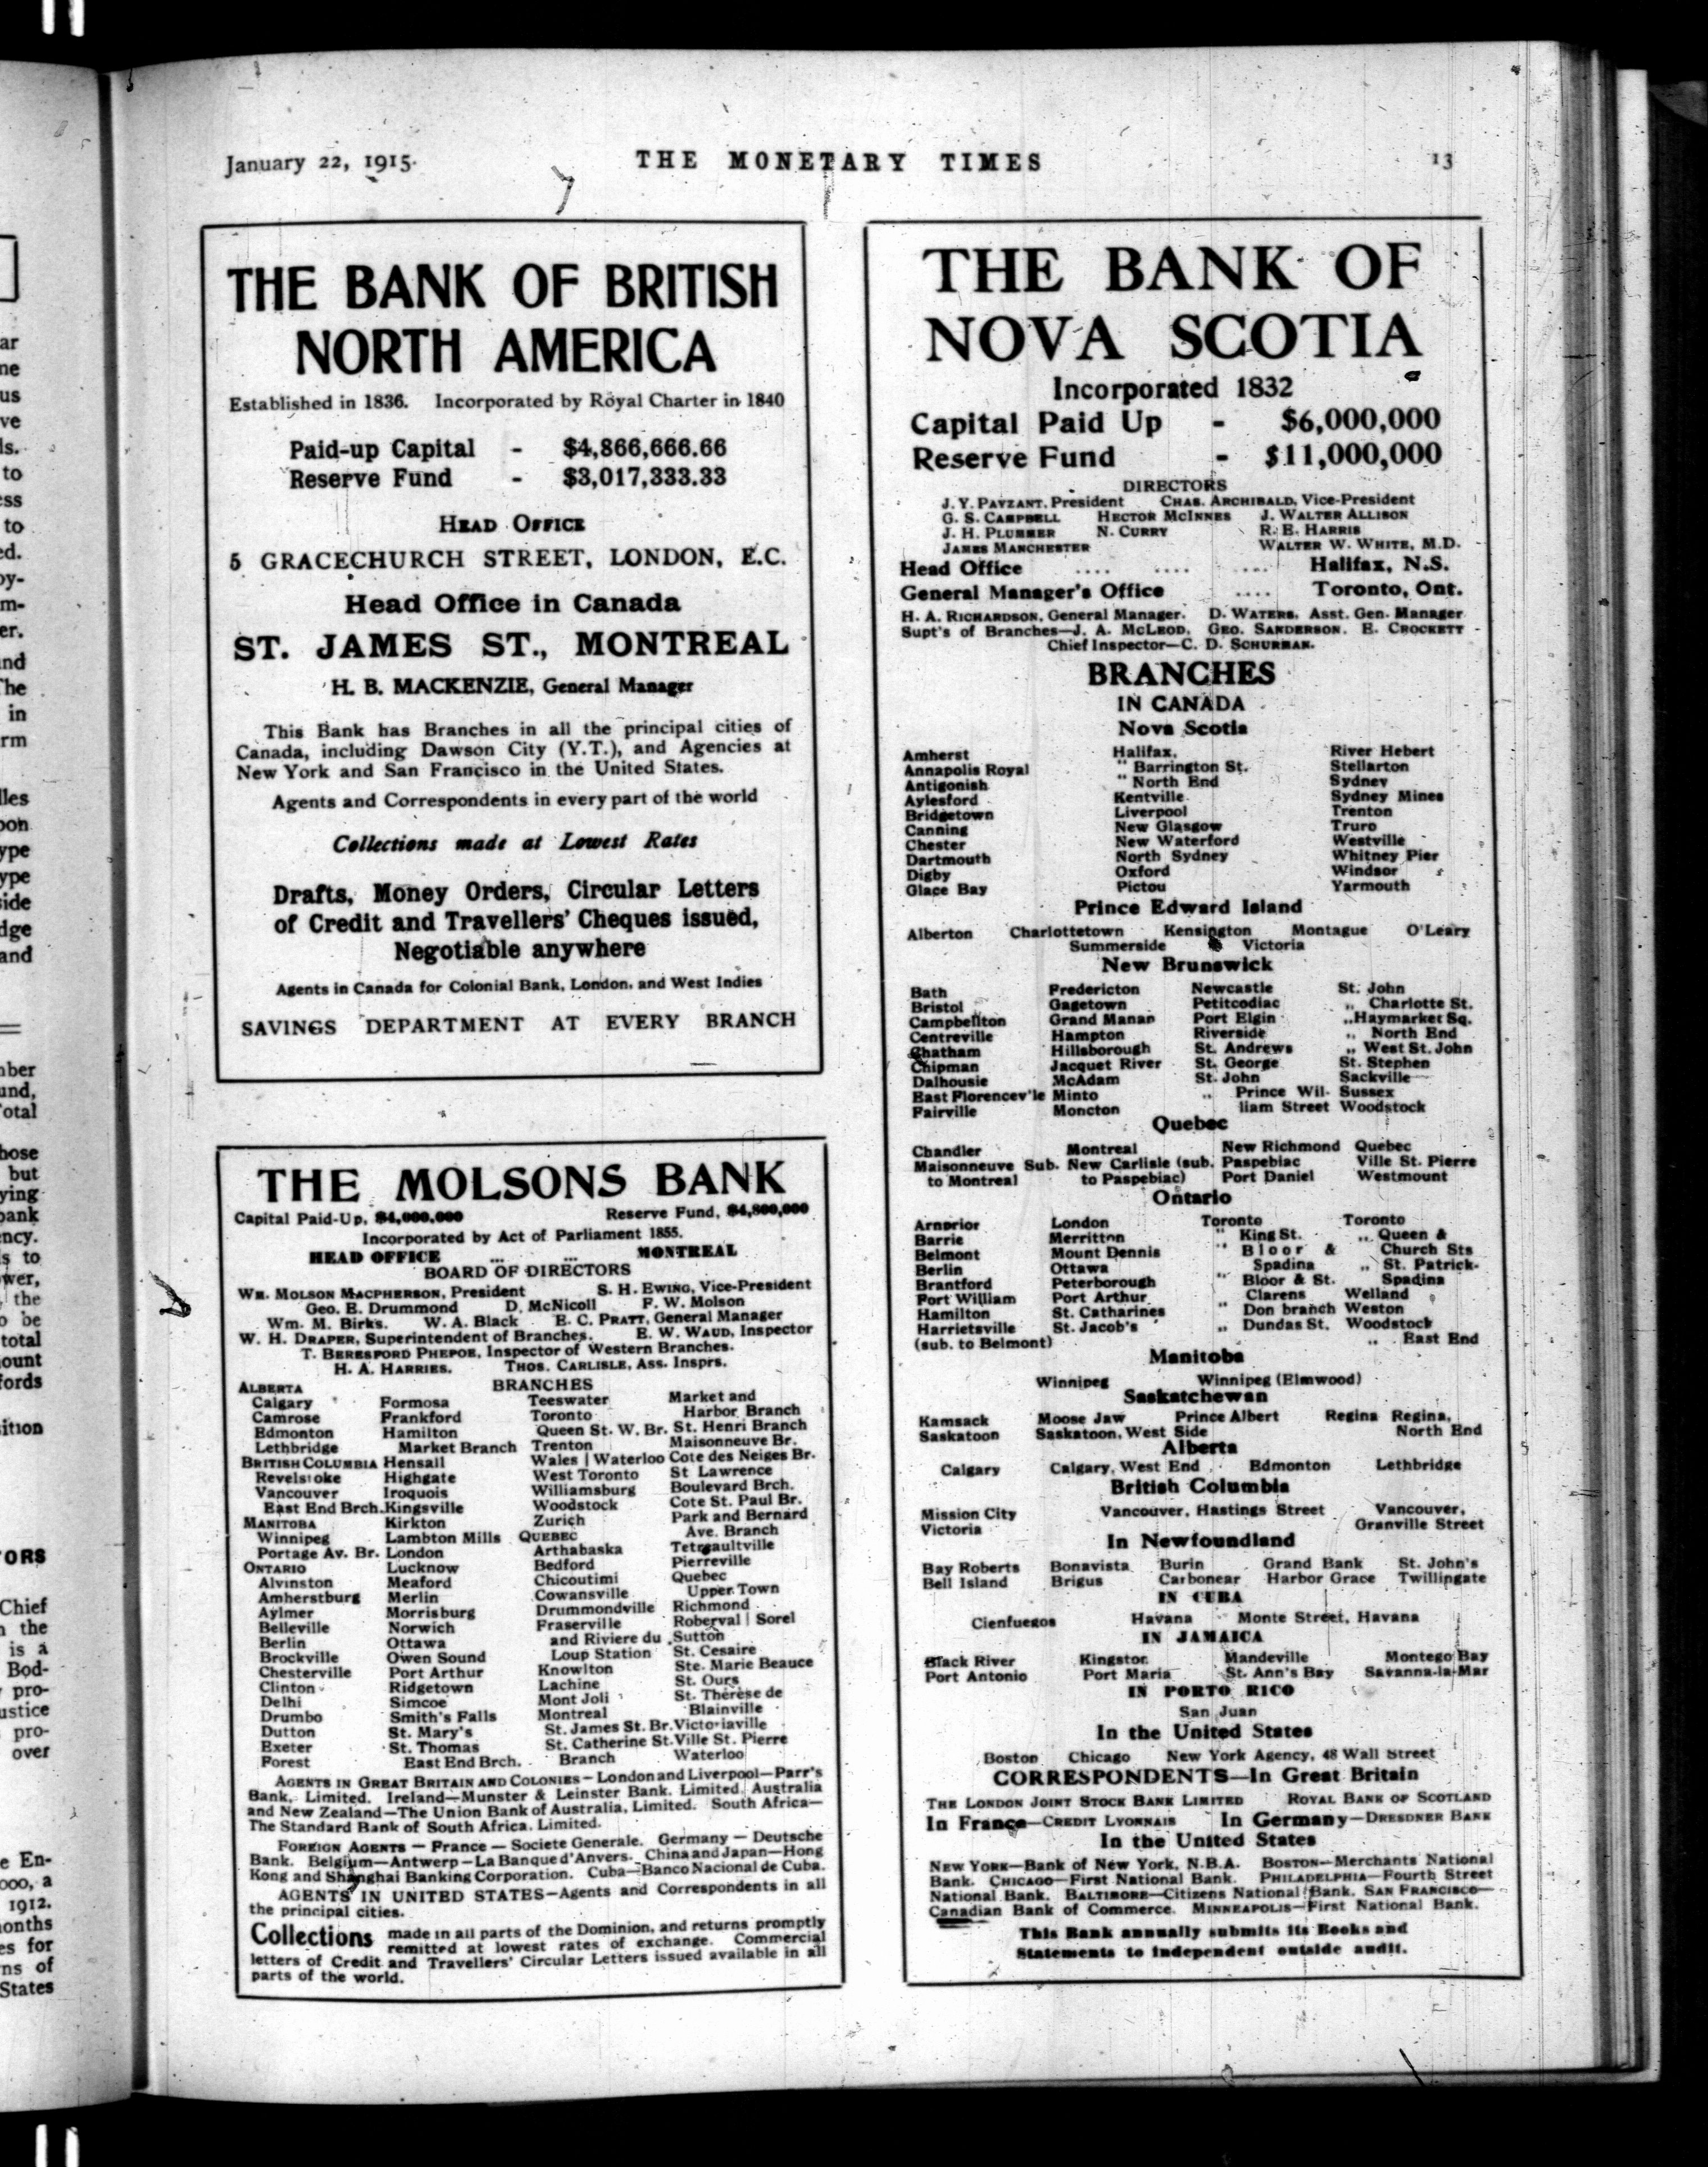 January 22, 1915.
THE MONETARY TIMES
13
THE BANK OF BRITISH
NORTH AMERICA
Established in 1836. Incorporated by Royal Charter in 1840
Paid-up Capital - $4,866,666.66
Reserve Fund - $3,017,333.33
HEAD OFFICE
5 GRACECHURCH STREET, LONDON, E.C.
Head Office in Canada
ST. JAMES ST., MONTREAL
H. B. MACKENZIE, General Manager
This Bank has Branches in all the principal cities of
Canada, including Dawson City (Y.T.), and Agencies at
New York and San Francisco in the United States.
Agents and Correspondents in every part of the world
Collections made at Lowest Rates
Drafts, Money Orders, Circular Letters
of Credit and Travellers' Cheques issued,
Negotiable anywhere
Agents in Canada for Colonial Bank, London, and West Indies
SAVINGS DEPARTMENT AT EVERY BRANCH
THE MOLSONS BANK
Capital Paid-Up, $4,000,000 Reserve Fund, $4,800,000
Incorporated by Act of Parliament 1855.
HEAD OFFICE ... ... MONTREAL
BOARD OF DIRECTORS
WM. MOLSON MACPHERSON, President S. H. EWING, Vice-President
Geo. E. Drummond D. McNicoll F. W. Molson
Wm. M. Birks. W. A. Black E. C. PRATT, General Manager
W. H. DRAPER, Superintendent of Branches. E. W. WAUD, Inspector
T. BERESFORD PHEPOE, Inspector of Western Branches.
H. A. HARRIES. THOS. CARLISLE, Ass. Insprs.
BRANCHES
ALBERTA
Calgary Formosa Teeswater Market and
Camrose Frankford Toronto Harbor Branch
Edmonton Hamilton Queen St. W. Br. St. Henri Branch
Lethbridge Market Branch Trenton Maisonneuve Br.
BRITISH COLUMBIA Hensall Wales | Waterloo Cote des Neiges Br.
Revelstoke Highgate West Toronto St Lawrence
Vancouver Iroquois Williamsburg Boulevard Brch.
East End Brch. Kingsville Woodstock Cote St. Paul Br.
MANITOBA Kirkton Zurich Park and Bernard
Winnipeg Lambton Mills QUEBEC Ave. Branch
Portage Av. Br. London Arthabaska Tetreaultville
ONTARIO Lucknow Bedford Pierreville
Alvinston Meaford Chicoutimi Quebec
Amherstburg Merlin Cowansville Upper Town
Aylmer Morrisburg Drummondville Richmond
Belleville Norwich Fraserville Roberval | Sorel
Berlin Ottawa and Riviere du Sutton
Brockville Owen Sound Loup Station St. Cesaire
Chesterville Port Arthur Knowlton Ste. Marie Beauce
Clinton Ridgetown Lachine St. Ours
Delhi Simcoe Mont Joli St. Thérèse de
Drumbo Smith's Falls Montreal Blainville
Dutton St. Mary's St. James St. Br. Victoriaville
Exeter St. Thomas St. Catherine St. Ville St. Pierre
Forest East End Brch. Branch Waterloo
AGENTS IN GREAT BRITAIN AND COLONIES—London and Liverpool—Parr's
Bank, Limited. Ireland—Munster & Leinster Bank, Limited. Australia
and New Zealand—The Union Bank of Australia, Limited. South Africa—
The Standard Bank of South Africa, Limited.
FOREIGN AGENTS — France — Societe Generale. Germany — Deutsche
Bank. Belgium—Antwerp—La Banque d'Anvers. China and Japan—Hong
Kong and Shanghai Banking Corporation. Cuba—Banco Nacional de Cuba.
AGENTS IN UNITED STATES—Agents and Correspondents in all
the principal cities.
Collections made in all parts of the Dominion, and returns promptly
remitted at lowest rates of exchange. Commercial
letters of Credit and Travellers' Circular Letters issued available in all
parts of the world.
THE BANK OF
NOVA SCOTIA
Incorporated 1832
Capital Paid Up - $6,000,000
Reserve Fund - $11,000,000
DIRECTORS
J. Y. PAYZANT, President CHAS. ARCHIBALD, Vice-President
G. S. CAMPBELL HECTOR MCINNES J. WALTER ALLISON
J. H. PLUMMER N. CURRY R. E. HARRIS
JAMES MANCHESTER WALTER W. WHITE, M.D.
Head Office .... .... .... Halifax, N.S.
General Manager's Office .... Toronto, Ont.
H. A. RICHARDSON, General Manager. D. WATERS, Asst. Gen. Manager
Supt's of Branches—J. A. MCLEOD, GEO. SANDERSON, E. CROCKETT
Chief Inspector—C. D. SCHURMAN.
BRANCHES
IN CANADA
Nova Scotia
Amherst Halifax, River Hebert
Annapolis Royal " Barrington St. Stellarton
Antigonish " North End Sydney
Aylesford Kentville Sydney Mines
Bridgetown Liverpool Trenton
Canning New Glasgow Truro
Chester New Waterford Westville
Dartmouth North Sydney Whitney Pier
Digby Oxford Windsor
Glace Bay Pictou Yarmouth
Prince Edward Island
Alberton Charlottetown Kensington Montague O'Leary
Summerside Victoria
New Brunswick
Bath Fredericton Newcastle St. John
Bristol Gagetown Petitcodiac „ Charlotte St.
Campbellton Grand Manan Port Elgin „ Haymarket Sq.
Centreville Hampton Riverside „ North End
Chatham Hillsborough St. Andrews „ West St. John
Chipman Jacquet River St. George St. Stephen
Dalhousie McAdam St. John Sackville
East Florencev'le Minto „ Prince Wil- Sussex
Fairville Moncton liam Street Woodstock
Quebec
Chandler Montreal New Richmond Quebec
Maisonneuve Sub. New Carlisle (sub. Paspebiac Ville St. Pierre
to Montreal to Paspebiac) Port Daniel Westmount
Ontario
Arnprior London Toronto Toronto
Barrie Merritton " King St. „ Queen &
Belmont Mount Dennis " Bloor & Church Sts
Berlin Ottawa Spadina „ St. Patrick-
Brantford Peterborough „ Bloor & St. Spadina
Fort William Port Arthur Clarens Welland
Hamilton St. Catharines „ Don branch Weston
Harrietsville St. Jacob's „ Dundas St. Woodstock
(sub. to Belmont) „ East End
Manitoba
Winnipeg Winnipeg (Elmwood)
Saskatchewan
Kamsack Moose Jaw Prince Albert Regina Regina,
Saskatoon Saskatoon, West Side North End
Alberta
Calgary Calgary, West End Edmonton Lethbridge
British Columbia
Mission City Vancouver, Hastings Street Vancouver,
Victoria Granville Street
In Newfoundland
Bay Roberts Bonavista Burin Grand Bank St. John's
Bell Island Brigus Carbonear Harbor Grace Twillingate
IN CUBA
Cienfuegos Havana Monte Street, Havana
IN JAMAICA
Black River Kingston Mandeville Montego Bay
Port Antonio Port Maria St. Ann's Bay Savanna-la-Mar
IN PORTO RICO
San Juan
In the United States
Boston Chicago New York Agency, 48 Wall Street
CORRESPONDENTS—In Great Britain
THE LONDON JOINT STOCK BANK LIMITED ROYAL BANK OF SCOTLAND
In France—CREDIT LYONNAIS In Germany—DRESDNER BANK
In the United States
NEW YORK—Bank of New York, N.B.A. BOSTON—Merchants National
Bank. CHICAGO—First National Bank. PHILADELPHIA—Fourth Street
National Bank. BALTIMORE—Citizens National Bank. SAN FRANCISCO—
Canadian Bank of Commerce. MINNEAPOLIS—First National Bank.
This Bank annually submits its Books and
Statements to independent outside audit.